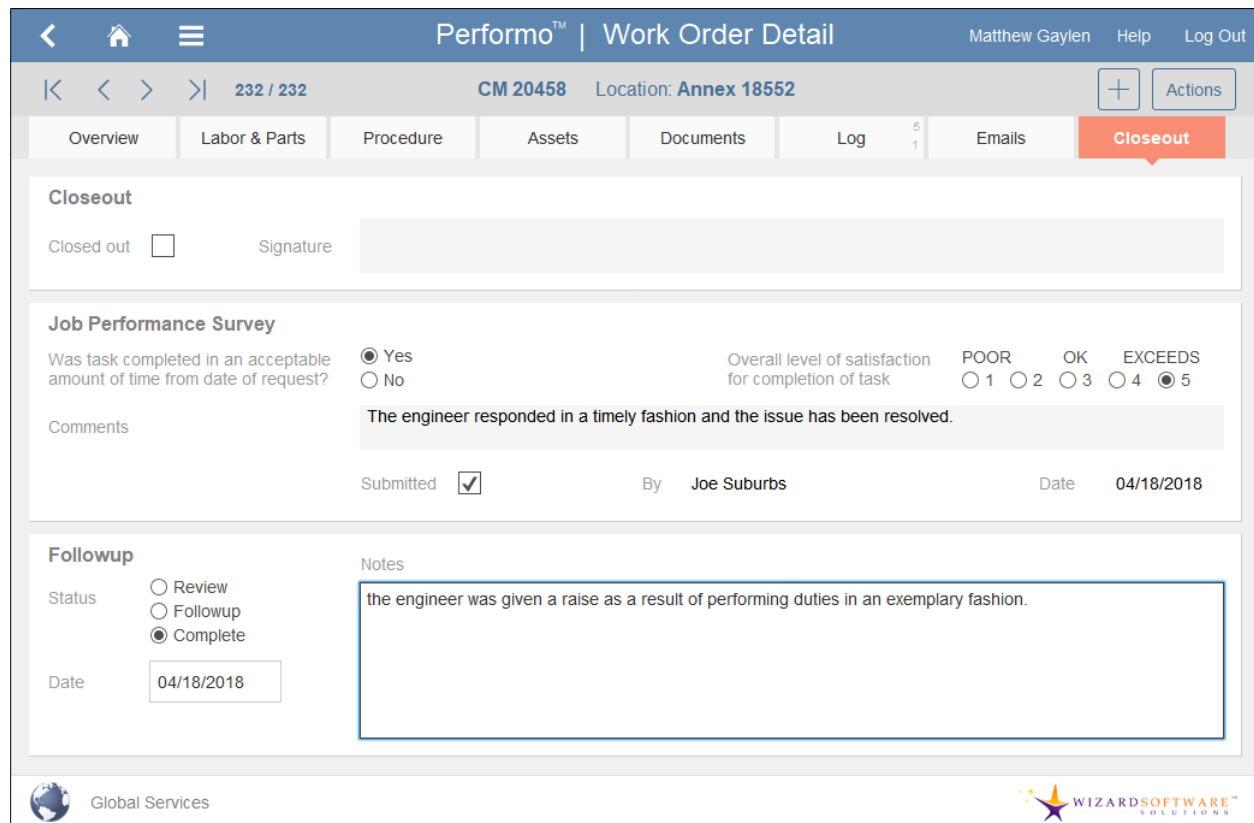 Performo™ | Work Order Detail Matthew Gaylen Help Log Out
232 / 232 CM 20458 Location: Annex 18552 Actions
Overview Labor & Parts Procedure Assets Documents Log 5 1 Emails Closeout
Closeout
Closed out Signature
Job Performance Survey
Was task completed in an acceptable
amount of time from date of request?
Yes
No
Overall level of satisfaction
for completion of task
POOR OK EXCEEDS
1 2 3 4 5
Comments
The engineer responded in a timely fashion and the issue has been resolved.
Submitted By Joe Suburbs Date 04/18/2018
Followup
Status
Review
Followup
Complete
Date 04/18/2018
Notes
the engineer was given a raise as a result of performing duties in an exemplary fashion.
Global Services
WIZARDSOFTWARE™
SOLUTIONS